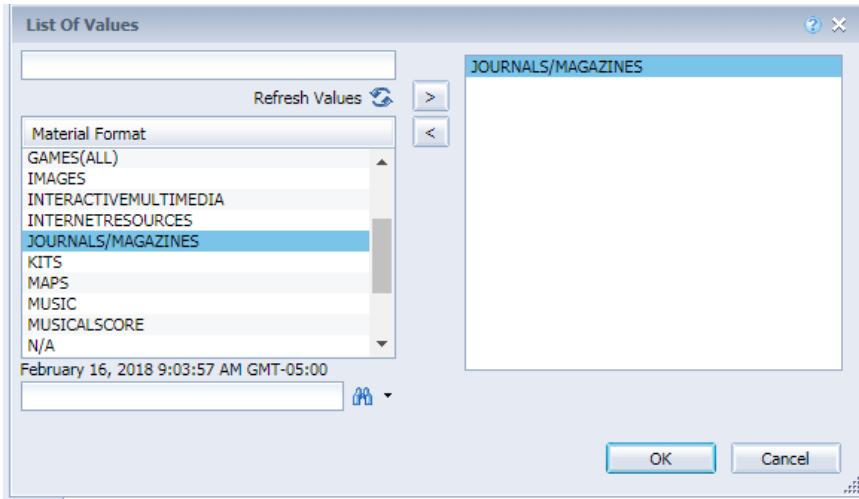 List Of Values
Refresh Values
>
<
Material Format
GAMES(ALL)
IMAGES
INTERACTIVEMULTIMEDIA
INTERNETRESOURCES
JOURNALS/MAGAZINES
KITS
MAPS
MUSIC
MUSICALSCORE
N/A
February 16, 2018 9:03:57 AM GMT-05:00
JOURNALS/MAGAZINES
OK
Cancel